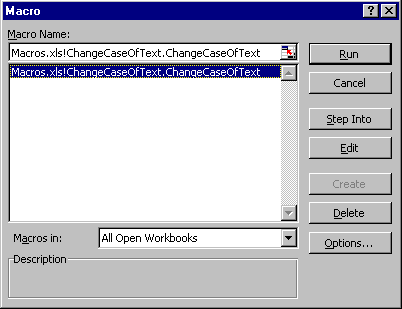 Macro
Macro Name:
Macros.xls!ChangeCaseOfText.ChangeCaseOfText
Macros.xls!ChangeCaseOfText.ChangeCaseOfText
Run
Cancel
Step Into
Edit
Create
Delete
Options...
Macros in:
All Open Workbooks
Description